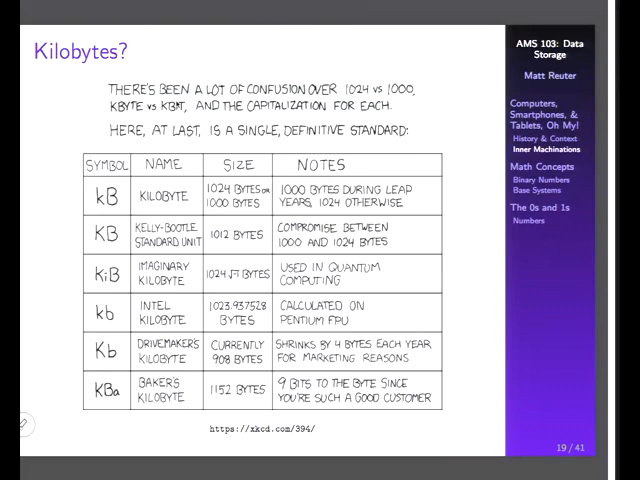 Kilobytes?
THERE'S BEEN A LOT OF CONFUSION OVER 1024 vs 1000,
KBYTE vs KBIT, AND THE CAPITALIZATION FOR EACH.
HERE, AT LAST, IS A SINGLE, DEFINITIVE STANDARD:
SYMBOL NAME SIZE NOTES
kB KILOBYTE 1024 BYTES OR 1000 BYTES 1000 BYTES DURING LEAP YEARS, 1024 OTHERWISE
KB KELLY-BOOTLE STANDARD UNIT 1012 BYTES COMPROMISE BETWEEN 1000 AND 1024 BYTES
KiB IMAGINARY KILOBYTE 1024 √-1 BYTES USED IN QUANTUM COMPUTING
kb INTEL KILOBYTE 1023.937528 BYTES CALCULATED ON PENTIUM FPU
Kb DRIVEMAKER'S KILOBYTE CURRENTLY 908 BYTES SHRINKS BY 4 BYTES EACH YEAR FOR MARKETING REASONS
KBa BAKER'S KILOBYTE 1152 BYTES 9 BITS TO THE BYTE SINCE YOU'RE SUCH A GOOD CUSTOMER
https://xkcd.com/394/
AMS 103: Data
Storage
Matt Reuter
Computers,
Smartphones, &
Tablets, Oh My!
History & Context
Inner Machinations
Math Concepts
Binary Numbers
Base Systems
The 0s and 1s
Numbers
19 / 41